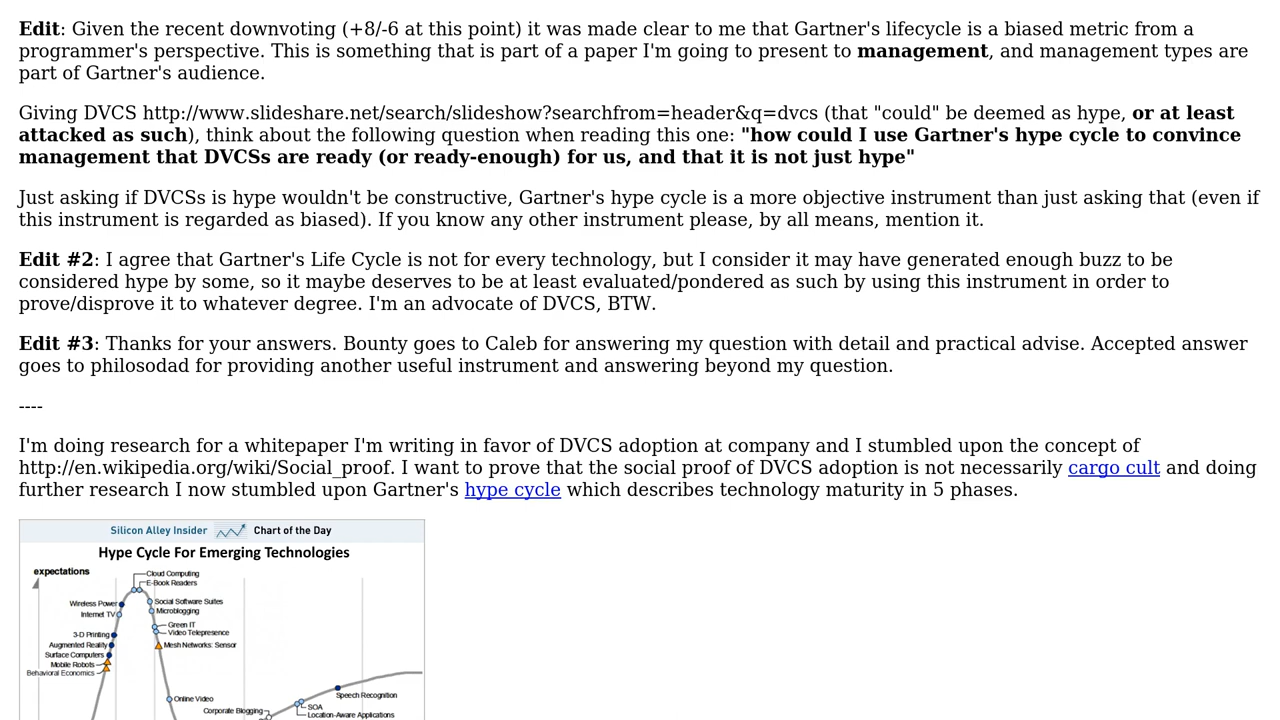 Edit: Given the recent downvoting (+8/-6 at this point) it was made clear to me that Gartner's lifecycle is a biased metric from a
programmer's perspective. This is something that is part of a paper I'm going to present to management, and management types are
part of Gartner's audience.
Giving DVCS http://www.slideshare.net/search/slideshow?searchfrom=header&q=dvcs (that "could" be deemed as hype, or at least
attacked as such), think about the following question when reading this one: "how could I use Gartner's hype cycle to convince
management that DVCSs are ready (or ready-enough) for us, and that it is not just hype"
Just asking if DVCSs is hype wouldn't be constructive, Gartner's hype cycle is a more objective instrument than just asking that (even if
this instrument is regarded as biased). If you know any other instrument please, by all means, mention it.
Edit #2: I agree that Gartner's Life Cycle is not for every technology, but I consider it may have generated enough buzz to be
considered hype by some, so it maybe deserves to be at least evaluated/pondered as such by using this instrument in order to
prove/disprove it to whatever degree. I'm an advocate of DVCS, BTW.
Edit #3: Thanks for your answers. Bounty goes to Caleb for answering my question with detail and practical advise. Accepted answer
goes to philosodad for providing another useful instrument and answering beyond my question.
----
I'm doing research for a whitepaper I'm writing in favor of DVCS adoption at company and I stumbled upon the concept of
http://en.wikipedia.org/wiki/Social_proof. I want to prove that the social proof of DVCS adoption is not necessarily cargo cult and doing
further research I now stumbled upon Gartner's hype cycle which describes technology maturity in 5 phases.
Silicon Alley Insider Chart of the Day
Hype Cycle For Emerging Technologies
expectations
Cloud Computing
E-Book Readers
Wireless Power
Social Software Suites
Internet TV
Microblogging
Green IT
3-D Printing
Video Telepresence
Augmented Reality
Mesh Networks: Sensor
Surface Computers
Mobile Robots
Behavioral Economics
Online Video
Speech Recognition
Corporate Blogging
SOA
Location-Aware Applications